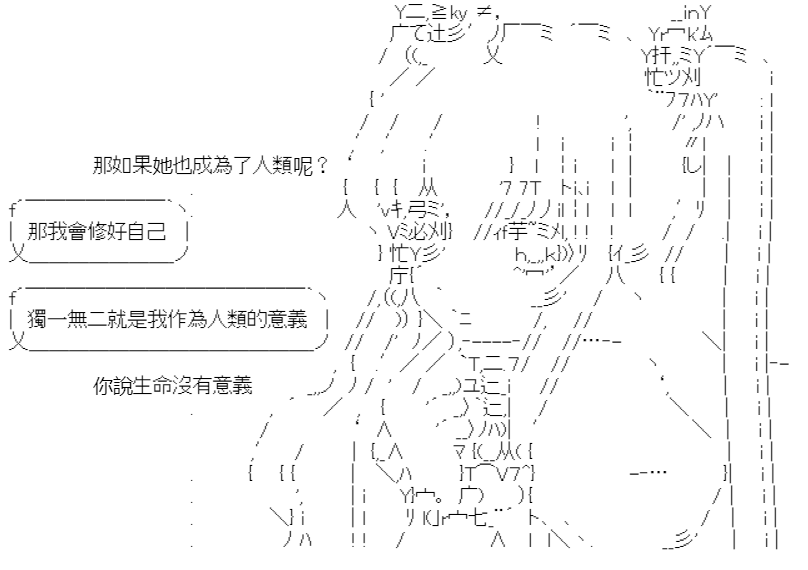 那如果她也成為了人類呢？
那我會修好自己
獨一無二就是我作為人類的意義
你說生命沒有意義